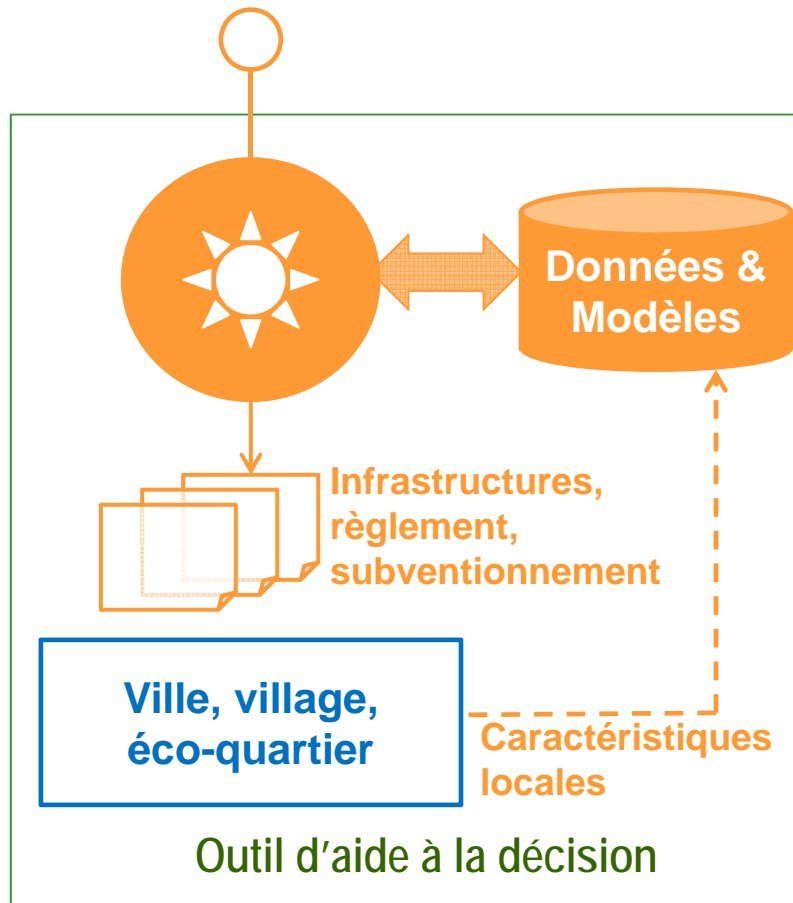 Données &
Modèles
Infrastructures,
règlement,
subventionnement
Ville, village,
éco-quartier
Caractéristiques
locales
Outil d'aide à la décision